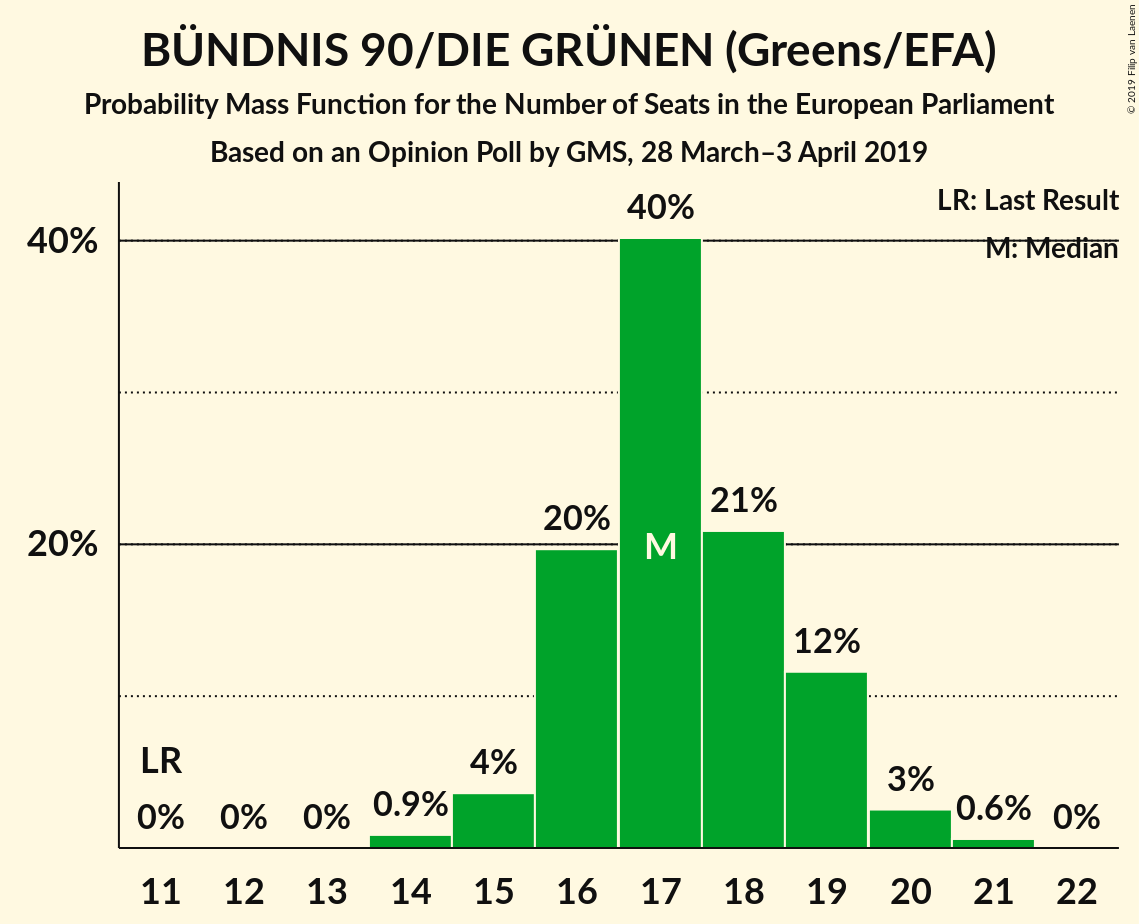 BÜNDNIS 90/DIE GRÜNEN (Greens/EFA)
Probability Mass Function for the Number of Seats in the European Parliament
Based on an Opinion Poll by GMS, 28 March–3 April 2019
© 2019 Filip van Laenen
LR: Last Result
M: Median
40%
20%
LR
0%
0%
0%
0.9%
4%
20%
40%
M
21%
12%
3%
0.6%
0%
11 12 13 14 15 16 17 18 19 20 21 22